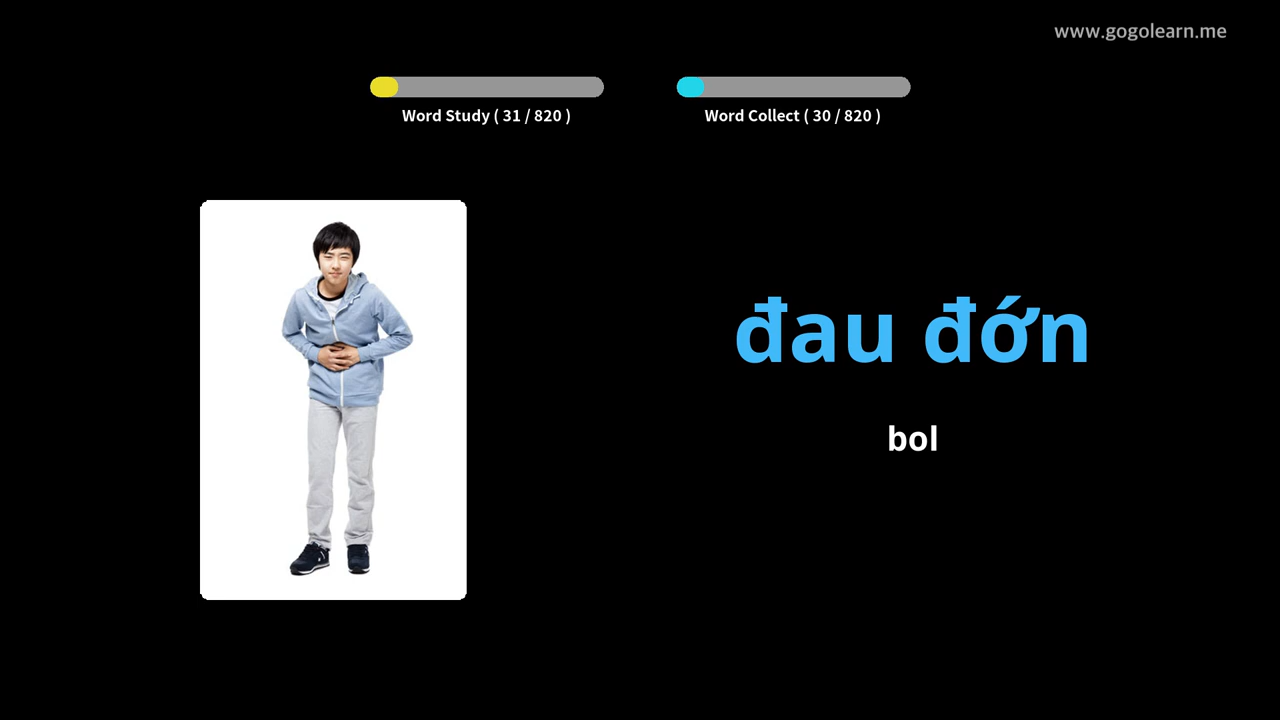 www.gogolearn.me
Word Study ( 31 / 820 )
Word Collect ( 30 / 820 )
đau đớn
bol